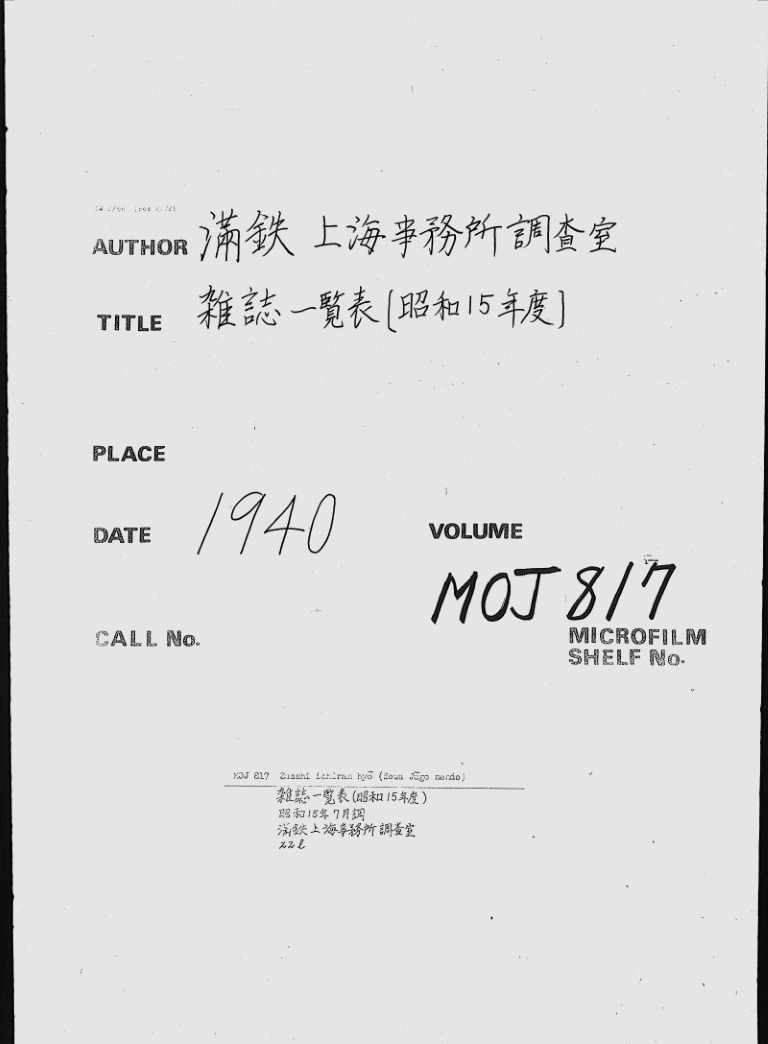 AUTHOR 満鉄 上海事務所調査室
TITLE 雑誌一覧表[昭和15年度]
PLACE
DATE 1940
VOLUME
MOJ 817
CALL No.
MICROFILM
SHELF No.
MOJ 817 Zasshi ichiran hyō (Sowa Jūgo nendo)
雑誌一覧表(昭和15年度)
昭和15年7月調
満鉄上海事務所調査室